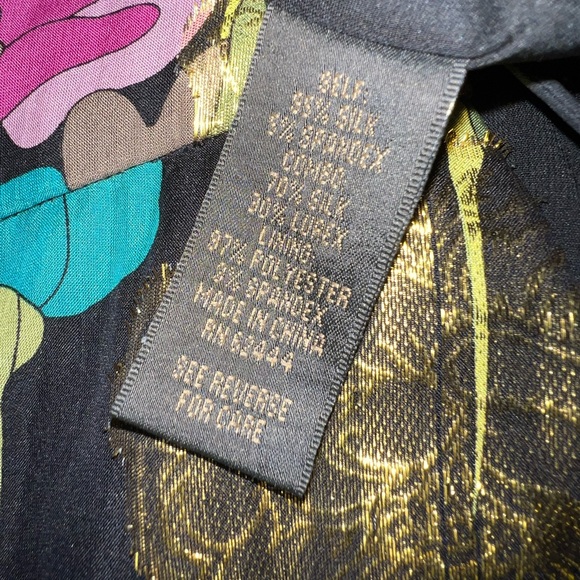 SELF
95% SILK
5% SPANDEX
COMBO
70% SILK
30% LUREX
LINING
97% POLYESTER
3% SPANDEX
MADE IN CHINA
RN 62444
SEE REVERSE
FOR CARE